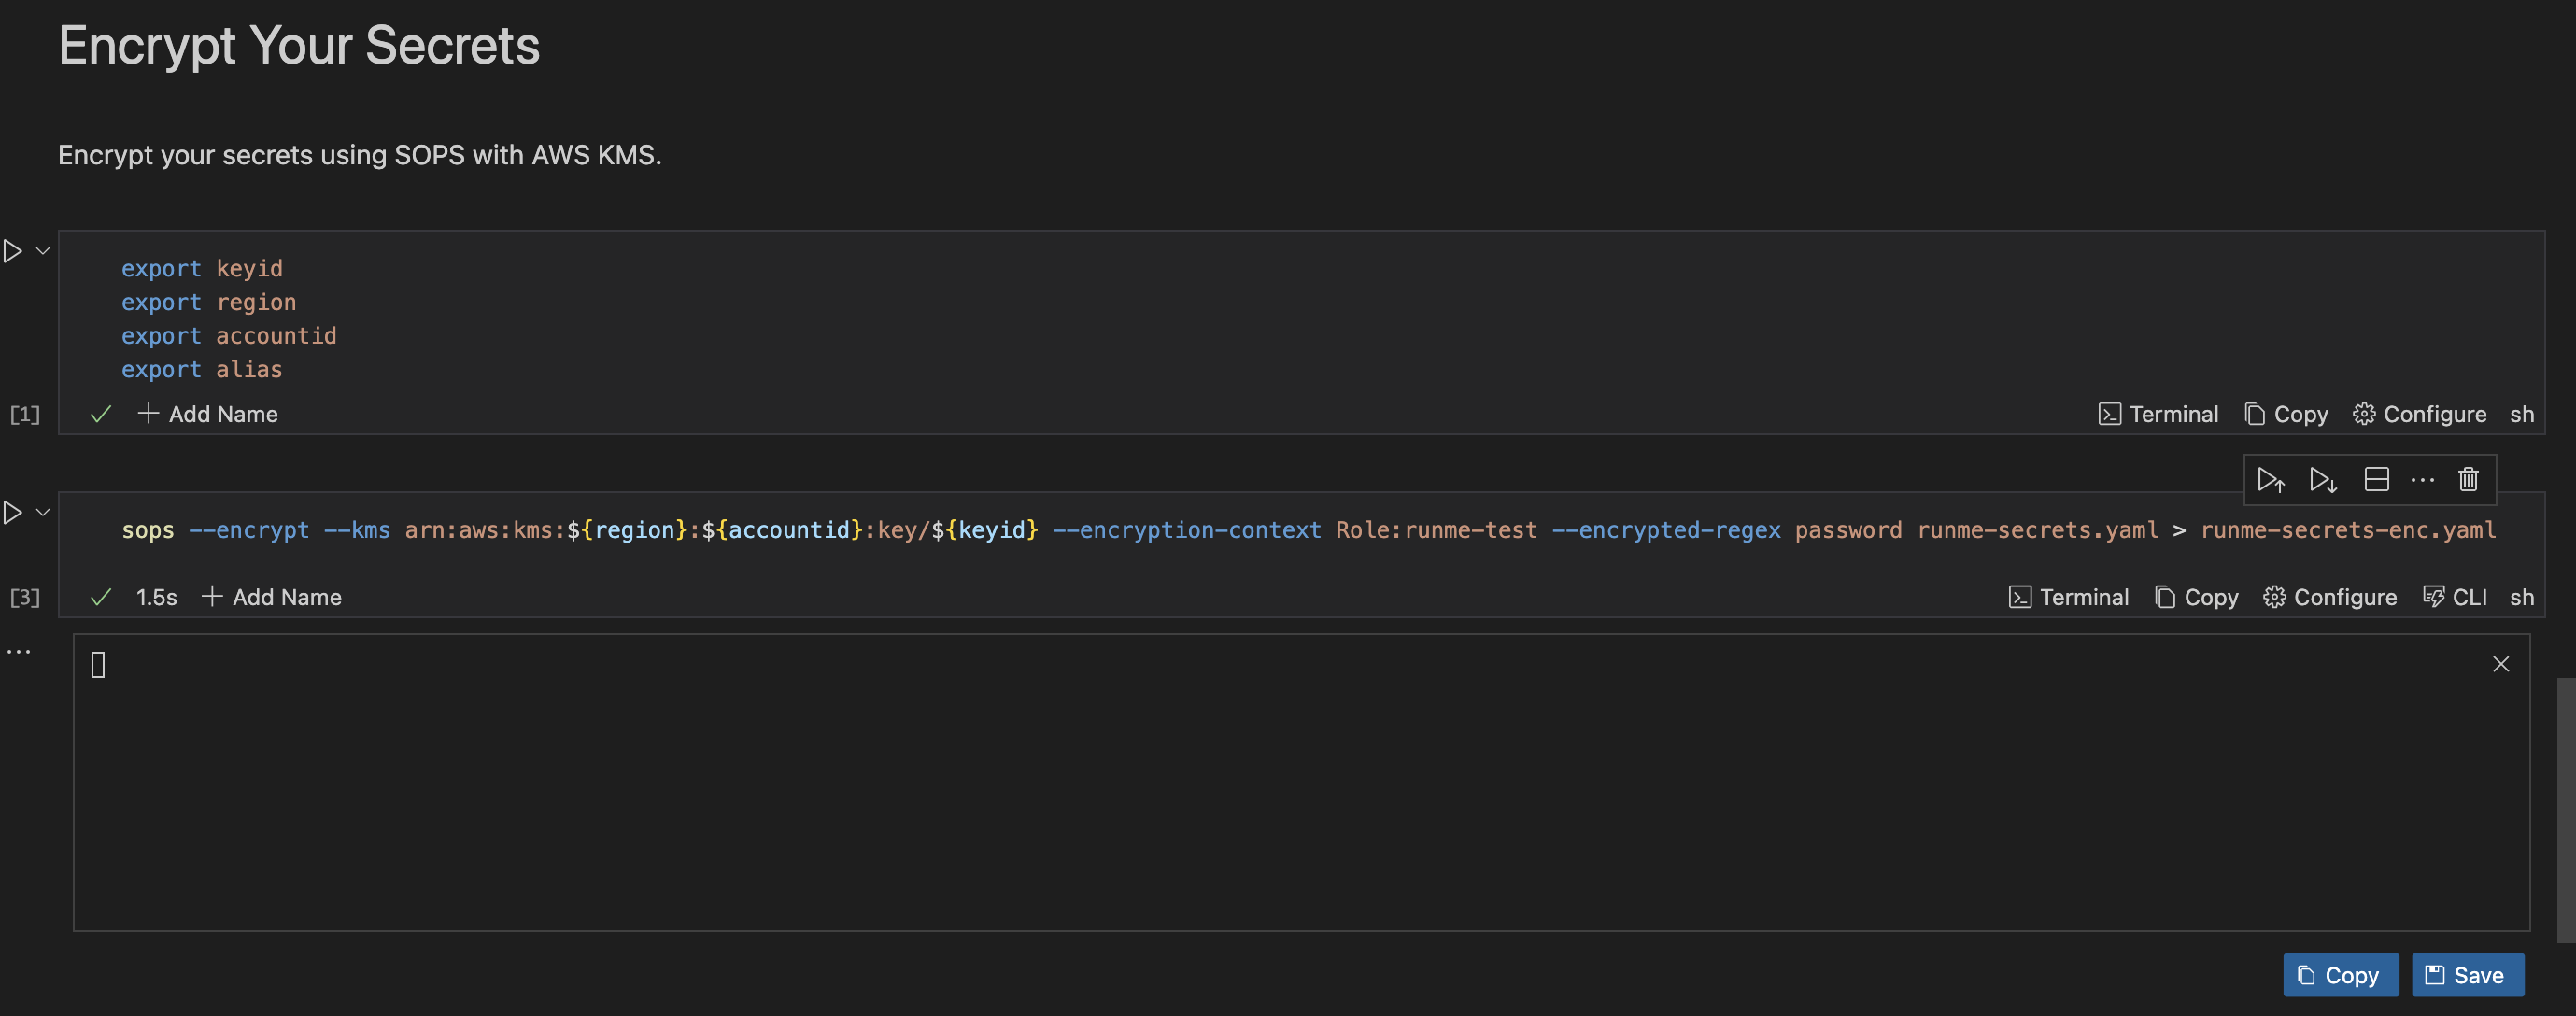 Encrypt Your Secrets
Encrypt your secrets using SOPS with AWS KMS.
export keyid
export region
export accountid
export alias
[1] Add Name Terminal Copy Configure sh
sops --encrypt --kms arn:aws:kms:${region}:${accountid}:key/${keyid} --encryption-context Role:runme-test --encrypted-regex password runme-secrets.yaml > runme-secrets-enc.yaml
[3] 1.5s Add Name Terminal Copy Configure CLI sh
Copy Save